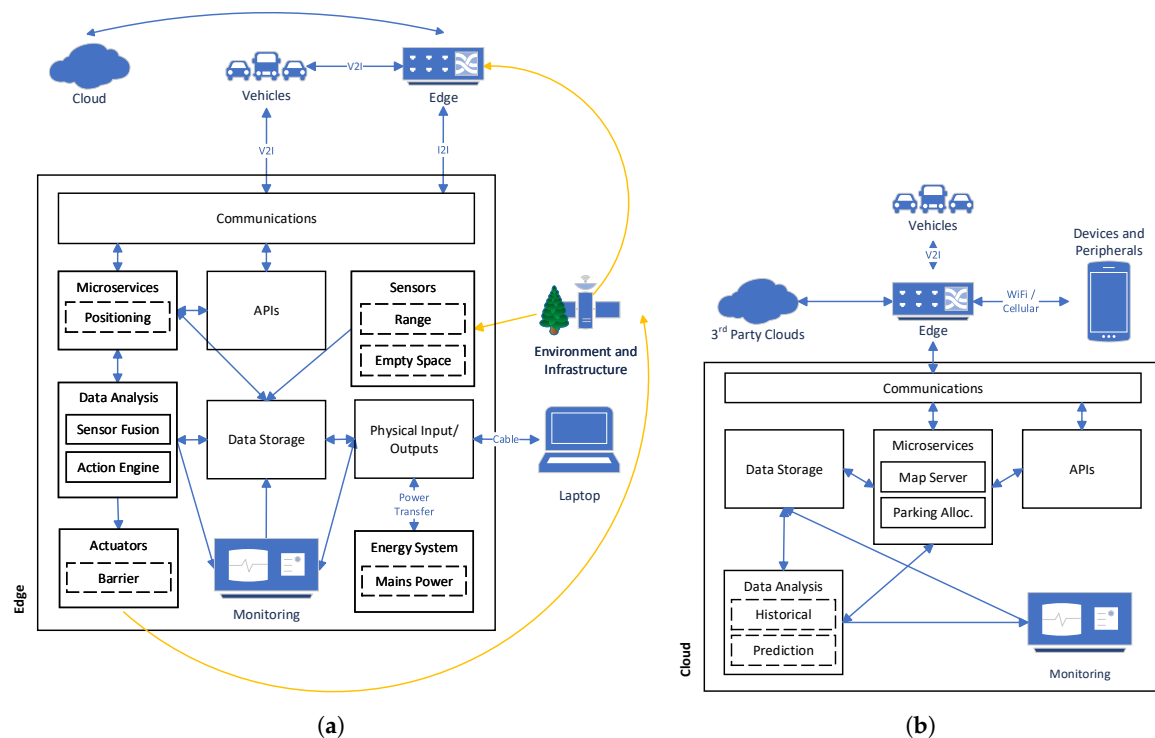 Cloud
Vehicles
V2I
Edge
V2I
I2I
Communications
Microservices
Positioning
APIs
Sensors
Range
Empty Space
Environment and
Infrastructure
Data Analysis
Sensor Fusion
Action Engine
Data Storage
Physical Input/
Outputs
Cable
Laptop
Power
Transfer
Actuators
Barrier
Monitoring
Energy System
Mains Power
Edge
(a)
Vehicles
V2I
Devices and
Peripherals
3rd Party Clouds
Edge
WiFi /
Cellular
Communications
Data Storage
Microservices
Map Server
Parking Alloc.
APIs
Data Analysis
Historical
Prediction
Monitoring
Cloud
(b)